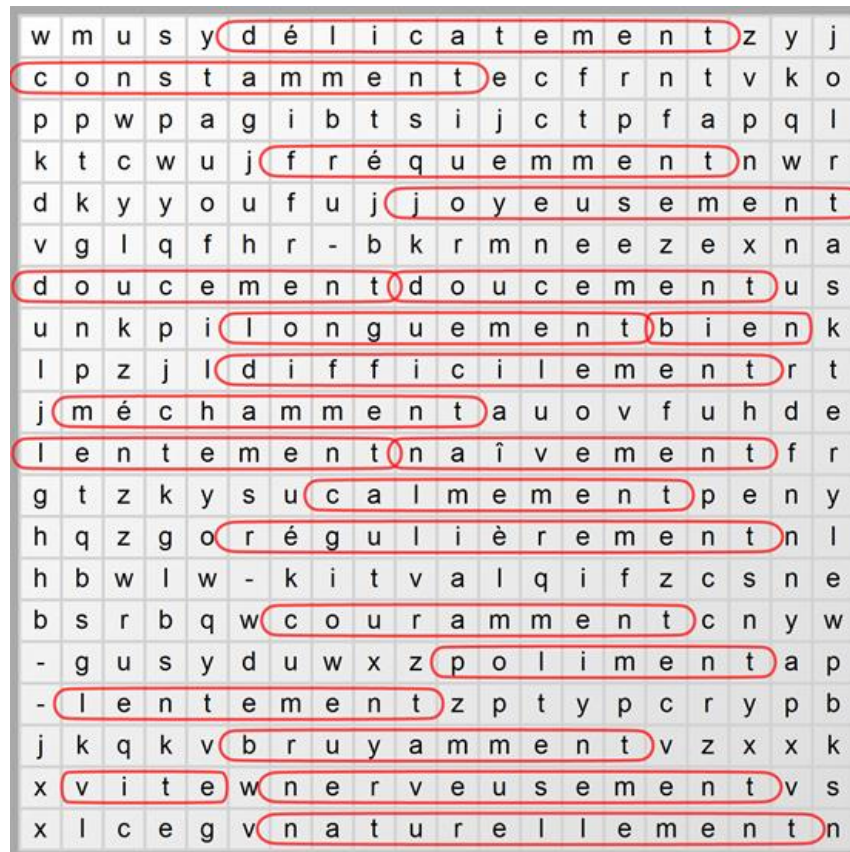 w m u s y d é l i c a t e m e n t z y j
c o n s t a m m e n t e c f r n t v k o
p p w p a g i b t s i j c t p f a p q l
k t c w u j f r é q u e m m e n t n w r
d k y y o u f u j j o y e u s e m e n t
v g l q f h r - b k r m n e e z e x n a
d o u c e m e n t d o u c e m e n t u s
u n k p i l o n g u e m e n t b i e n k
l p z j l d i f f i c i l e m e n t r t
j m é c h a m m e n t a u o v f u h d e
l e n t e m e n t n a î v e m e n t f r
g t z k y s u c a l m e m e n t p e n y
h q z g o r é g u l i è r e m e n t n l
h b w l w - k i t v a l q i f z c s n e
b s r b q w c o u r a m m e n t c n y w
- g u s y d u w x z p o l i m e n t a p
- l e n t e m e n t z p t y p c r y p b
j k q k v b r u y a m m e n t v z x x k
x v i t e w n e r v e u s e m e n t v s
x l c e g v n a t u r e l l e m e n t n